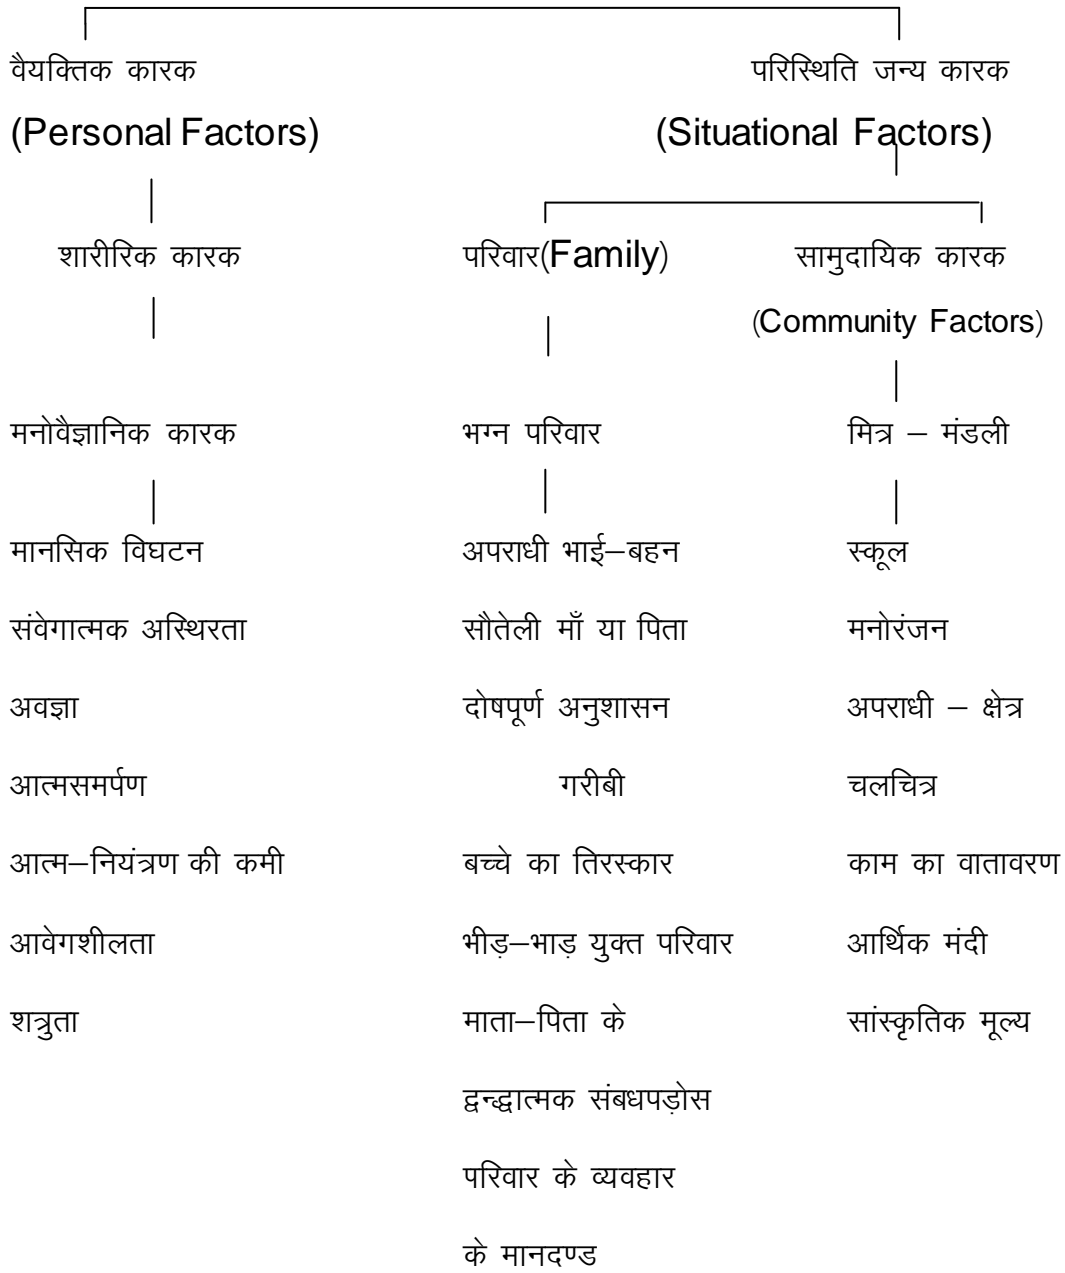 वैयक्तिक कारक परिस्थिति जन्य कारक
(Personal Factors) (Situational Factors)
शारीरिक कारक परिवार(Family) सामुदायिक कारक
(Community Factors)
मनोवैज्ञानिक कारक भग्न परिवार मित्र – मंडली
मानसिक विघटन अपराधी भाई–बहन स्कूल
संवेगात्मक अस्थिरता सौतेली माँ या पिता मनोरंजन
अवज्ञा दोषपूर्ण अनुशासन अपराधी – क्षेत्र
आत्मसमर्पण गरीबी चलचित्र
आत्म–नियंत्रण की कमी बच्चे का तिरस्कार काम का वातावरण
आवेगशीलता भीड़–भाड़ युक्त परिवार आर्थिक मंदी
शत्रुता माता–पिता के सांस्कृतिक मूल्य
द्वन्द्धात्मक संबधपड़ोस
परिवार के व्यवहार
के मानदण्ड